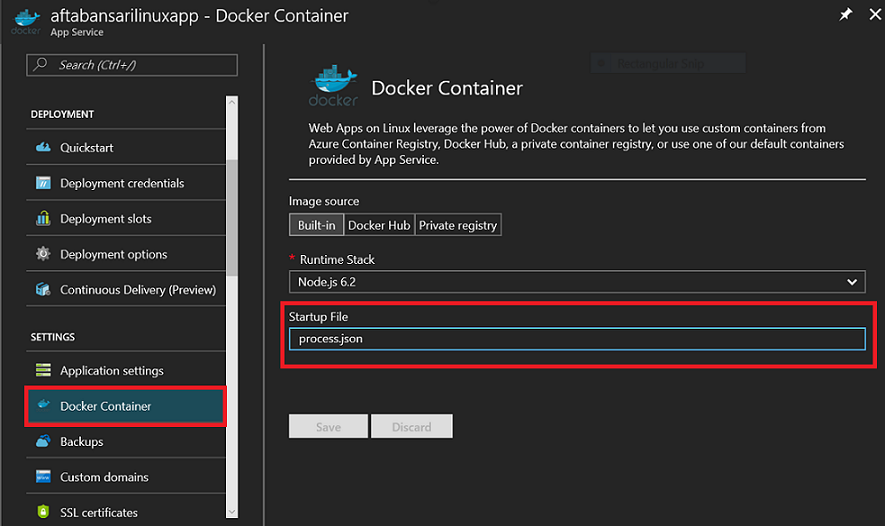 aftabansarilinuxapp - Docker Container
App Service
docker
Search (Ctrl+/)
DEPLOYMENT
Quickstart
Deployment credentials
Deployment slots
Deployment options
Continuous Delivery (Preview)
SETTINGS
Application settings
Docker Container
Backups
Custom domains
SSL certificates
Rectangular Snip
docker
Docker Container
Web Apps on Linux leverage the power of Docker containers to let you use custom containers from
Azure Container Registry, Docker Hub, a private container registry, or use one of our default containers
provided by App Service.
Image source
Built-in Docker Hub Private registry
* Runtime Stack
Node.js 6.2
Startup File
process.json
Save Discard